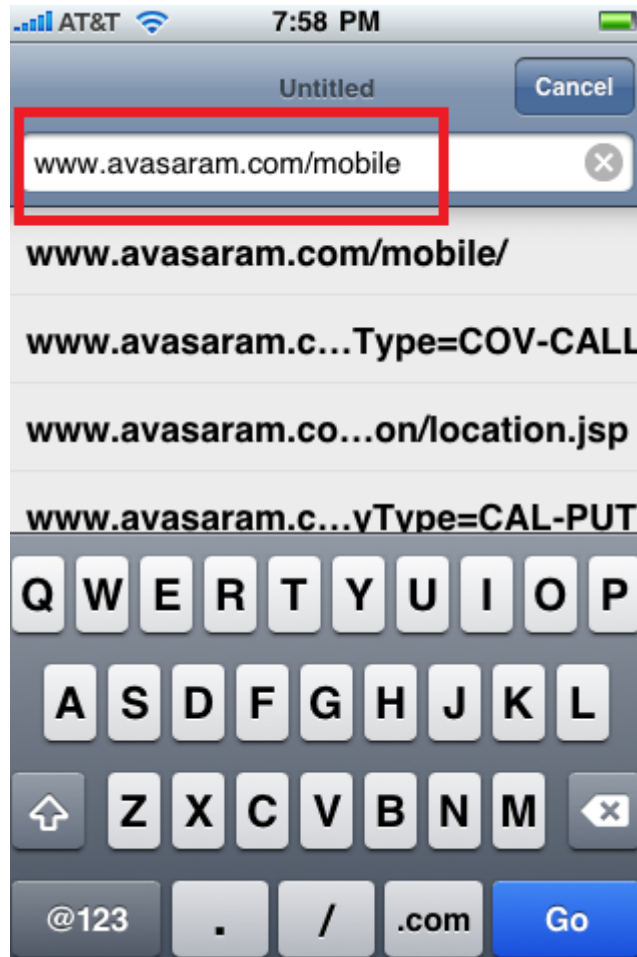 AT&T 7:58 PM
Untitled Cancel
www.avasaram.com/mobile
www.avasaram.com/mobile/
www.avasaram.c...Type=COV-CALL
www.avasaram.co...on/location.jsp
www.avasaram.c...yType=CAL-PUT
Q W E R T Y U I O P
A S D F G H J K L
Z X C V B N M
@123 . / .com Go